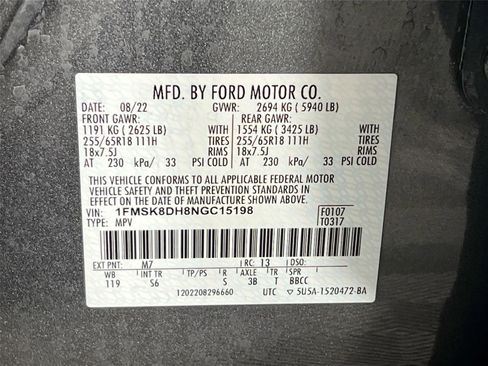 MFD. BY FORD MOTOR CO.
DATE: 08/22 GVWR: 2694 KG ( 5940 LB)
FRONT GAWR: REAR GAWR:
1191 KG ( 2625 LB) WITH 1554 KG ( 3425 LB) WITH
255/65R18 111H TIRES 255/65R18 111H TIRES
18x7.5J RIMS 18x7.5J RIMS
AT 230 kPa/ 33 PSI COLD AT 230 kPa/ 33 PSI COLD
THIS VEHICLE CONFORMS TO ALL APPLICABLE FEDERAL MOTOR
VEHICLE SAFETY AND THEFT PREVENTION STANDARDS IN
EFFECT ON THE DATE OF MANUFACTURE SHOWN ABOVE.
VIN: 1FMSK8DH8NGC15198 F0107
TYPE: MPV T0317
EXT PNT: M7 RC: 13 DSO:
WB INT TR TP/PS R AXLE TR SPR
119 S6 S 3B T BBCC
1202208296660 UTC 5U5A-1520472-BA